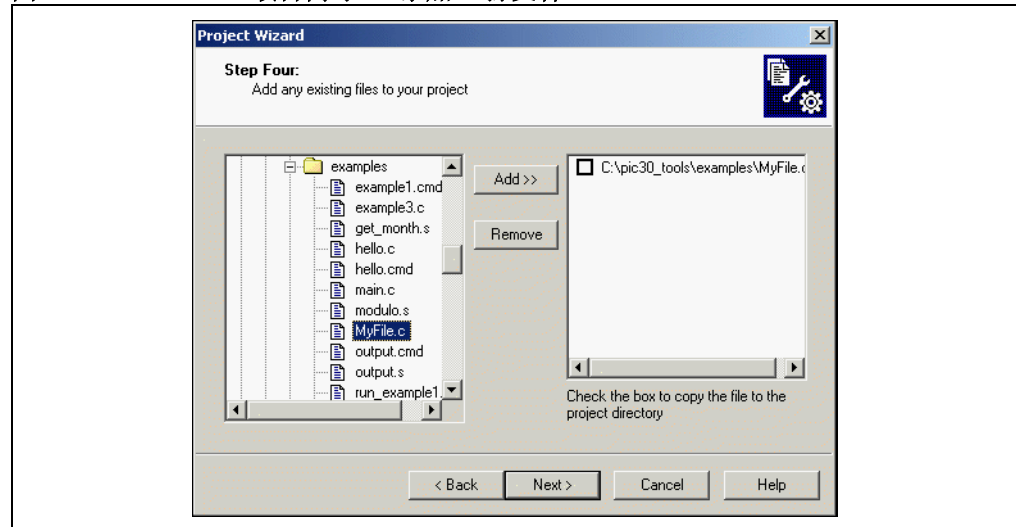 Project Wizard
Step Four:
Add any existing files to your project
examples
example1.cmd
example3.c
get_month.s
hello.c
hello.cmd
main.c
modulo.s
MyFile.c
output.cmd
output.s
run_example1.
Add >>
Remove
C:\pic30_tools\examples\MyFile.c
Check the box to copy the file to the
project directory
< Back
Next >
Cancel
Help